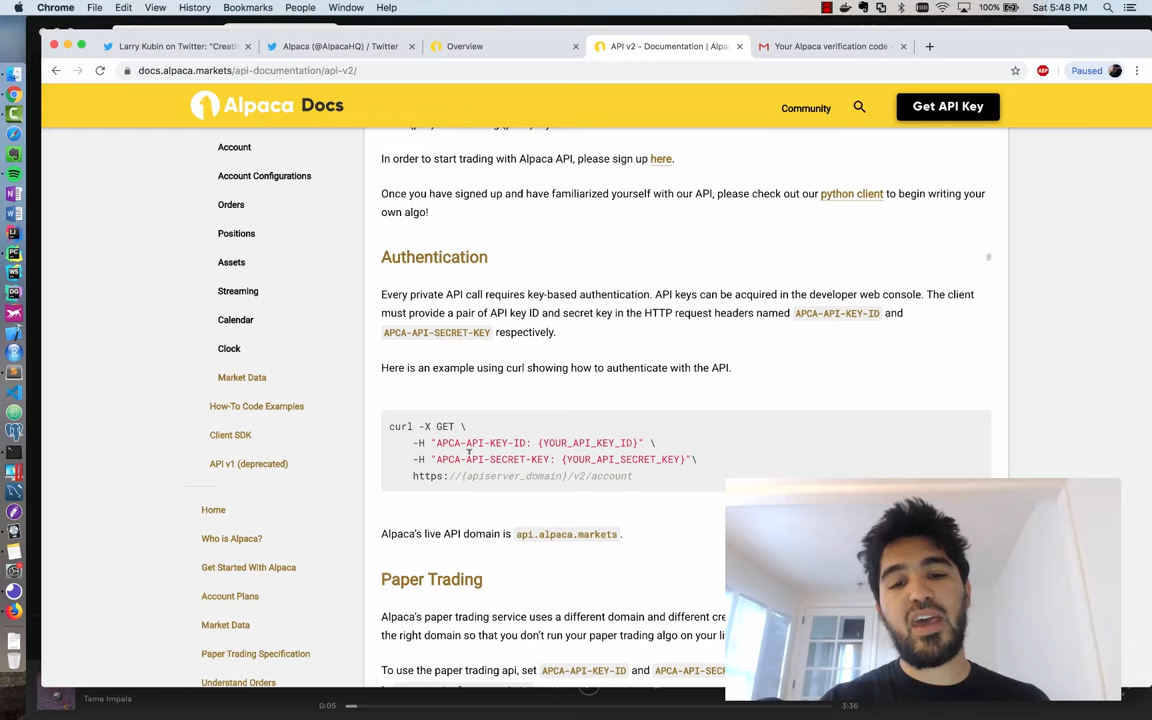 Chrome File Edit View History Bookmarks People Window Help 100% Sat 5:48 PM
Larry Kubin on Twitter: "Creati
Alpaca (@AlpacaHQ) / Twitter
Overview
API v2 - Documentation | Alpa
Your Alpaca verification code -
docs.alpaca.markets/api-documentation/api-v2/
ABP
Paused
Alpaca Docs
Community
Get API Key
Account
Account Configurations
Orders
Positions
Assets
Streaming
Calendar
Clock
Market Data
How-To Code Examples
Client SDK
API v1 (deprecated)
Home
Who is Alpaca?
Get Started With Alpaca
Account Plans
Market Data
Paper Trading Specification
Understand Orders
In order to start trading with Alpaca API, please sign up here.
Once you have signed up and have familiarized yourself with our API, please check out our python client to begin writing your
own algo!
Authentication
#
Every private API call requires key-based authentication. API keys can be acquired in the developer web console. The client
must provide a pair of API key ID and secret key in the HTTP request headers named APCA-API-KEY-ID and
APCA-API-SECRET-KEY respectively.
Here is an example using curl showing how to authenticate with the API.
curl -X GET \
-H "APCA-API-KEY-ID: {YOUR_API_KEY_ID}" \
-H "APCA-API-SECRET-KEY: {YOUR_API_SECRET_KEY}"\
https://{apiserver_domain}/v2/account
Alpaca's live API domain is api.alpaca.markets.
Paper Trading
Alpaca's paper trading service uses a different domain and different cre
the right domain so that you don't run your paper trading algo on your li
To use the paper trading api, set APCA-API-KEY-ID and APCA-API-SECR
Tame Impala
0:05
3:36